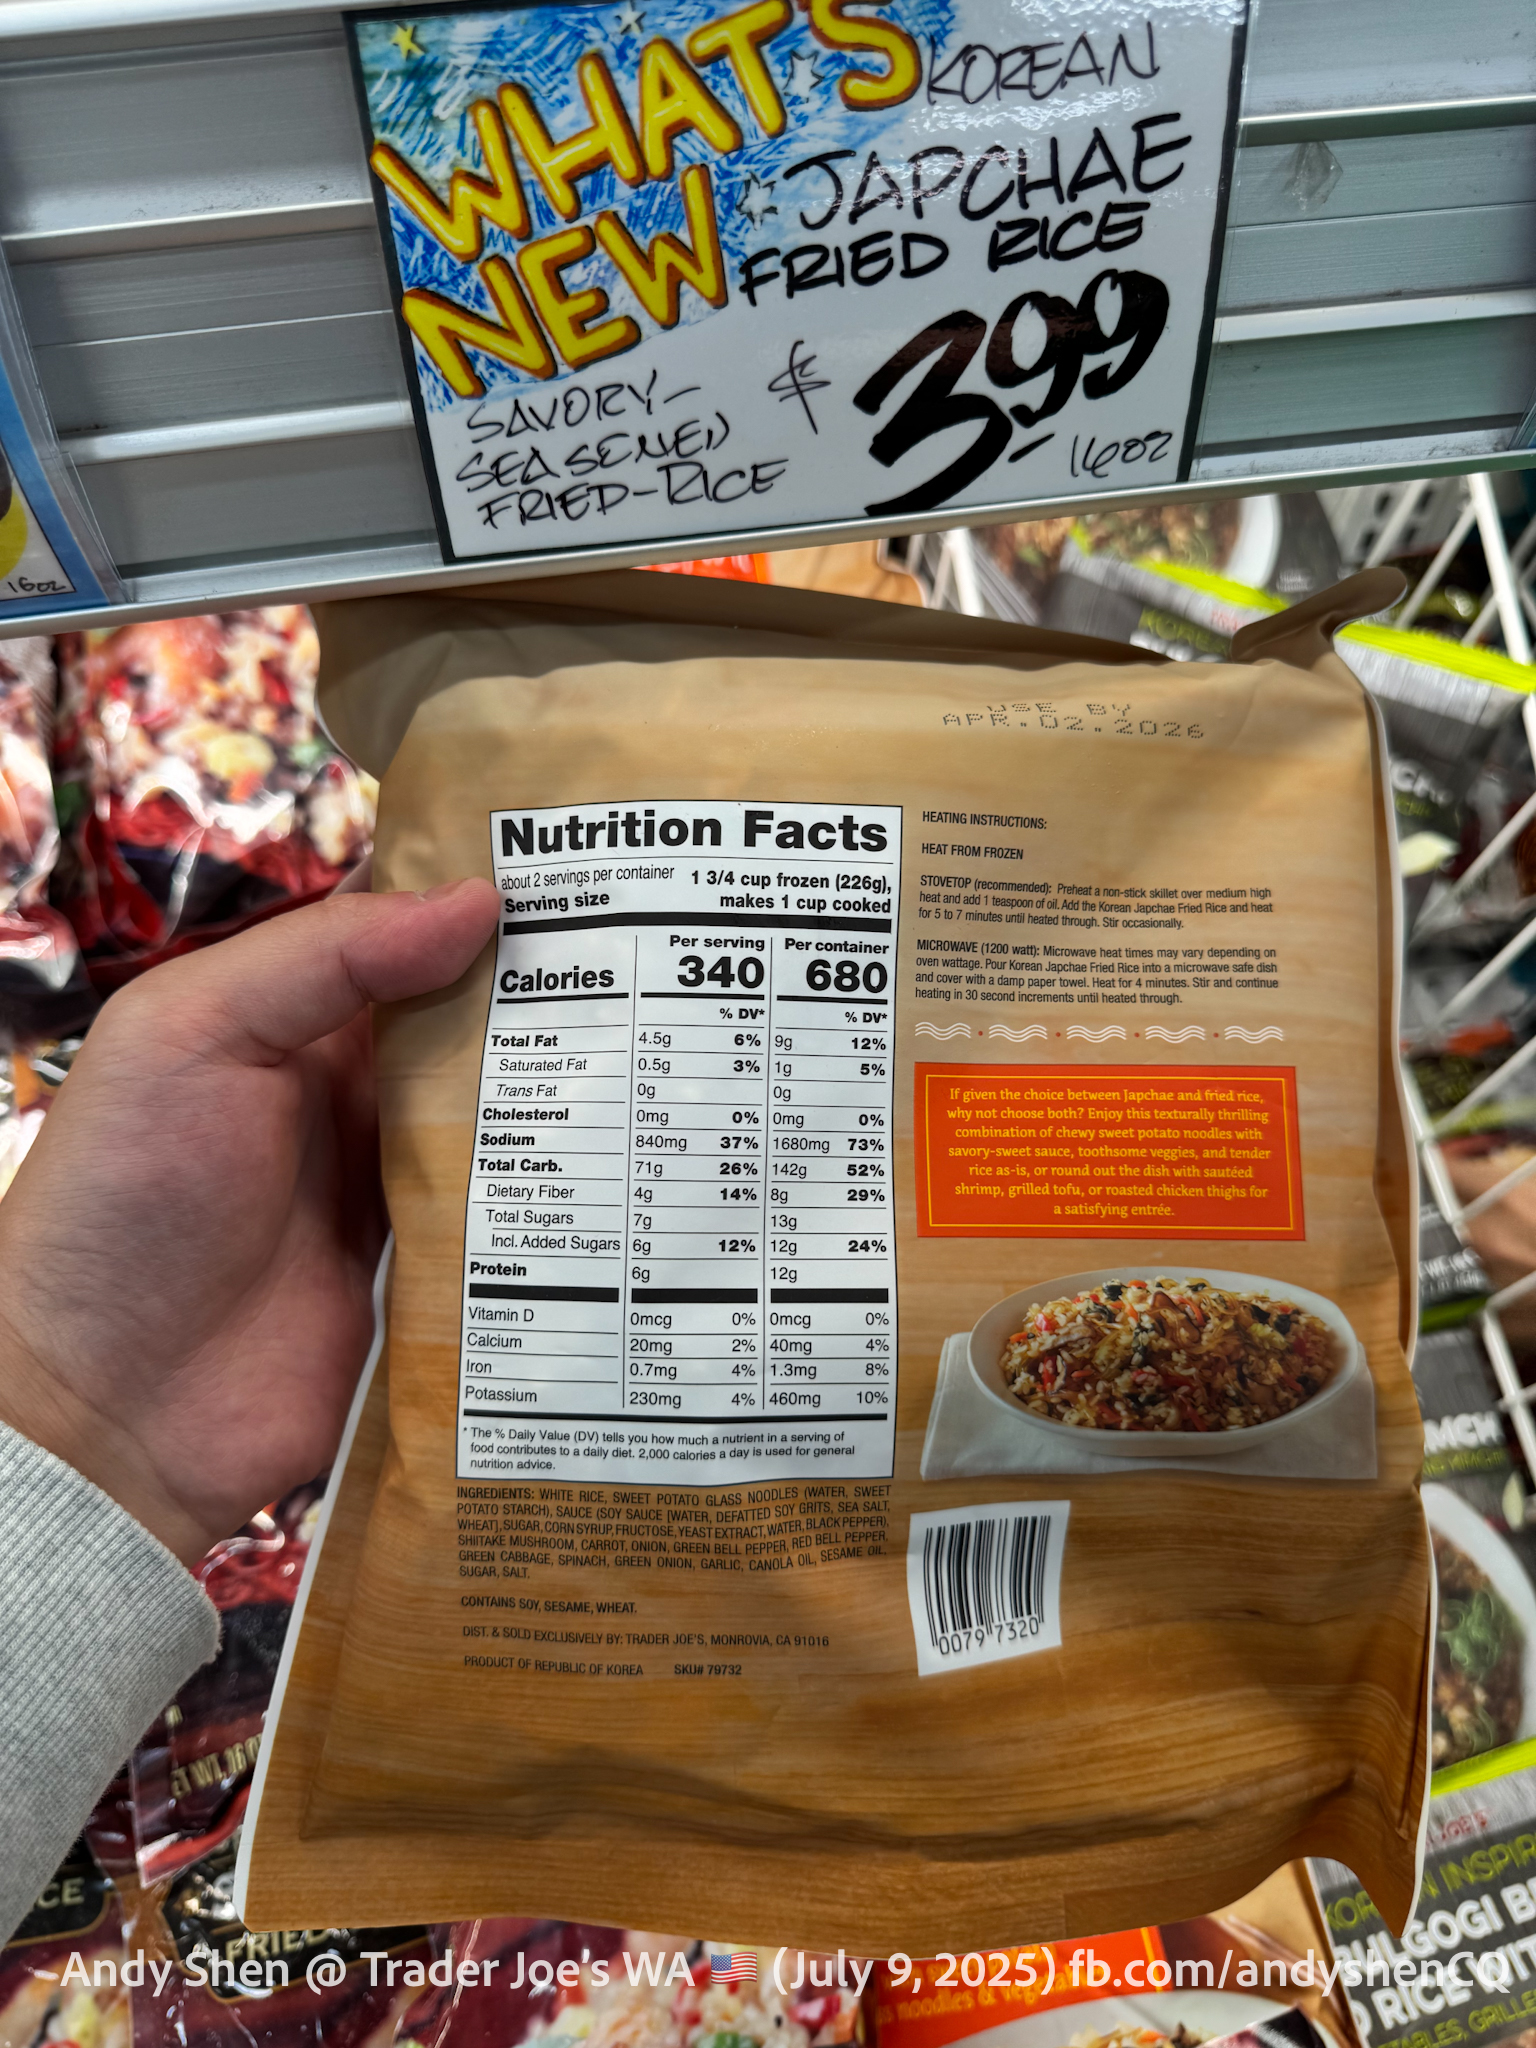 WHAT'S
NEW
KOREAN
JAPCHAE
FRIED RICE
SAVORY-
SEASENED
FRIED-RICE
$3.99
16oz
16oz
USE BY
APR.02.2026
Nutrition Facts
about 2 servings per container
Serving size
1 3/4 cup frozen (226g),
makes 1 cup cooked
Per serving Per container
Calories 340 680
% DV* % DV*
Total Fat 4.5g 6% 9g 12%
Saturated Fat 0.5g 3% 1g 5%
Trans Fat 0g 0g
Cholesterol 0mg 0% 0mg 0%
Sodium 840mg 37% 1680mg 73%
Total Carb. 71g 26% 142g 52%
Dietary Fiber 4g 14% 8g 29%
Total Sugars 7g 13g
Incl. Added Sugars 6g 12% 12g 24%
Protein 6g 12g
Vitamin D 0mcg 0% 0mcg 0%
Calcium 20mg 2% 40mg 4%
Iron 0.7mg 4% 1.3mg 8%
Potassium 230mg 4% 460mg 10%
* The % Daily Value (DV) tells you how much a nutrient in a serving of
food contributes to a daily diet. 2,000 calories a day is used for general
nutrition advice.
INGREDIENTS: WHITE RICE, SWEET POTATO GLASS NOODLES (WATER, SWEET
POTATO STARCH), SAUCE (SOY SAUCE [WATER, DEFATTED SOY GRITS, SEA SALT,
WHEAT], SUGAR, CORN SYRUP, FRUCTOSE, YEAST EXTRACT, WATER, BLACK PEPPER),
SHIITAKE MUSHROOM, CARROT, ONION, GREEN BELL PEPPER, RED BELL PEPPER,
GREEN CABBAGE, SPINACH, GREEN ONION, GARLIC, CANOLA OIL, SESAME OIL,
SUGAR, SALT.
CONTAINS SOY, SESAME, WHEAT.
DIST. & SOLD EXCLUSIVELY BY: TRADER JOE'S, MONROVIA, CA 91016
PRODUCT OF REPUBLIC OF KOREA SKU# 79732
HEATING INSTRUCTIONS:
HEAT FROM FROZEN
STOVETOP (recommended): Preheat a non-stick skillet over medium high
heat and add 1 teaspoon of oil. Add the Korean Japchae Fried Rice and heat
for 5 to 7 minutes until heated through. Stir occasionally.
MICROWAVE (1200 watt): Microwave heat times may vary depending on
oven wattage. Pour Korean Japchae Fried Rice into a microwave safe dish
and cover with a damp paper towel. Heat for 4 minutes. Stir and continue
heating in 30 second increments until heated through.
If given the choice between Japchae and fried rice,
why not choose both? Enjoy this texturally thrilling
combination of chewy sweet potato noodles with
savory-sweet sauce, toothsome veggies, and tender
rice as-is, or round out the dish with sautéed
shrimp, grilled tofu, or roasted chicken thighs for
a satisfying entrée.
0079 7320
FRIED
BULGOGI B
RICE WIT
Andy Shen @ Trader Joe's WA 🇺🇸 (July 9, 2025) fb.com/andyshenCQ